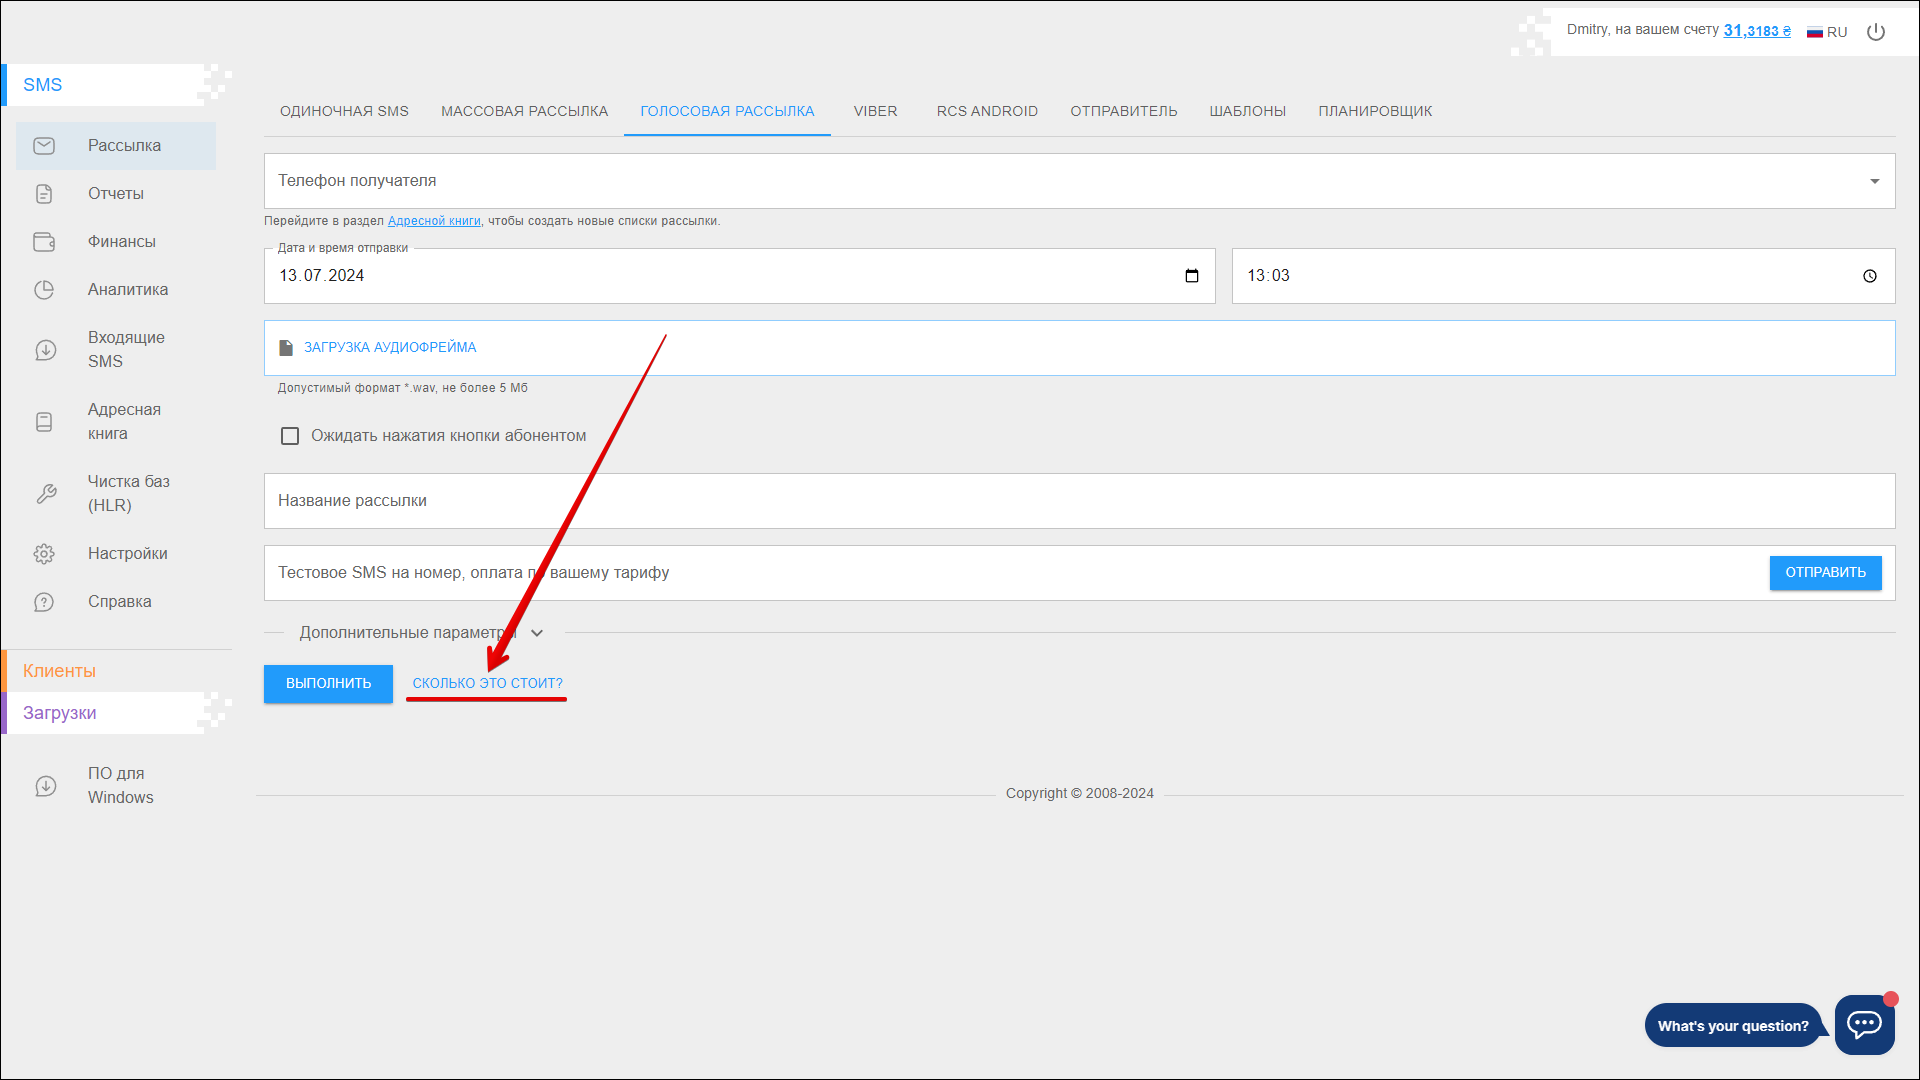 Dmitry, на вашем счету 31,3183 ₴
RU
SMS
Рассылка
Отчеты
Финансы
Аналитика
Входящие
SMS
Адресная
книга
Чистка баз
(HLR)
Настройки
Справка
Клиенты
Загрузки
ПО для
Windows
ОДИНОЧНАЯ SMS
МАССОВАЯ РАССЫЛКА
ГОЛОСОВАЯ РАССЫЛКА
VIBER
RCS ANDROID
ОТПРАВИТЕЛЬ
ШАБЛОНЫ
ПЛАНИРОВЩИК
Телефон получателя
Перейдите в раздел Адресной книги, чтобы создать новые списки рассылки.
Дата и время отправки
13.07.2024
13:03
ЗАГРУЗКА АУДИОФРЕЙМА
Допустимый формат *.wav, не более 5 Мб
Ожидать нажатия кнопки абонентом
Название рассылки
Тестовое SMS на номер, оплата по вашему тарифу
ОТПРАВИТЬ
Дополнительные параметры
ВЫПОЛНИТЬ
СКОЛЬКО ЭТО СТОИТ?
Copyright © 2008-2024
What's your question?